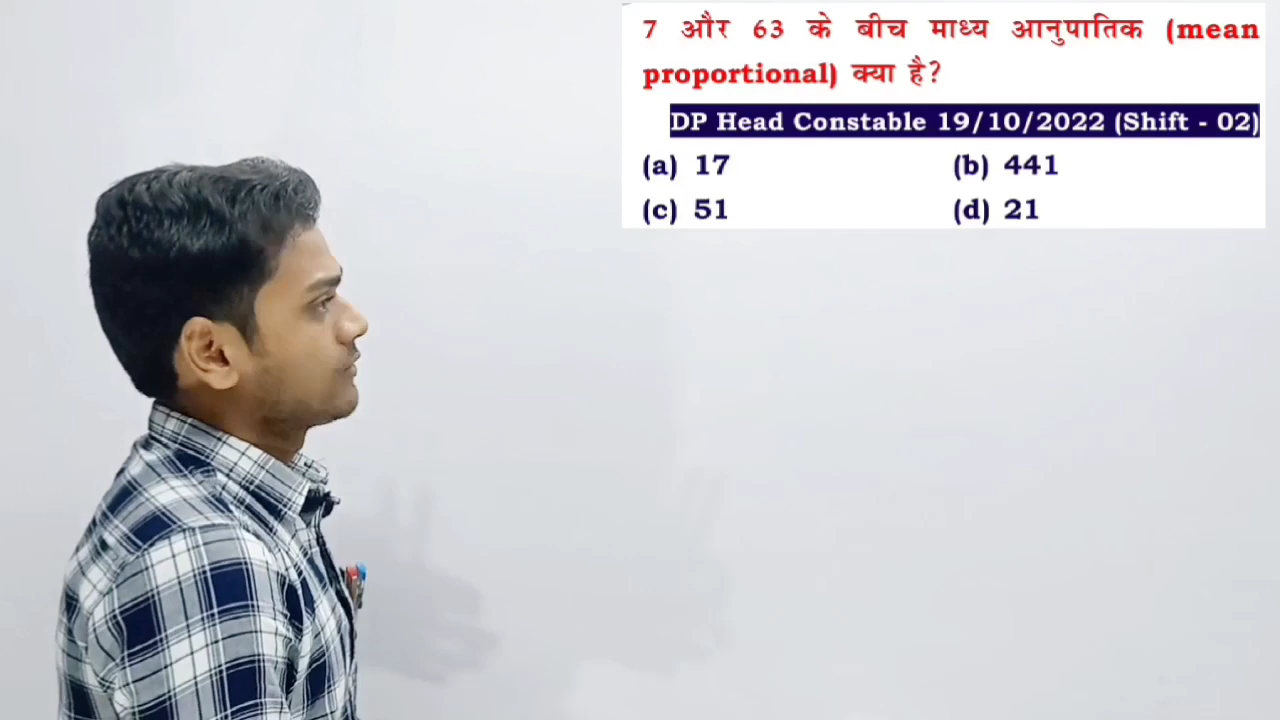 7 और 63 के बीच माध्य आनुपातिक (mean
proportional) क्या है?
DP Head Constable 19/10/2022 (Shift - 02)
(a) 17 (b) 441
(c) 51 (d) 21